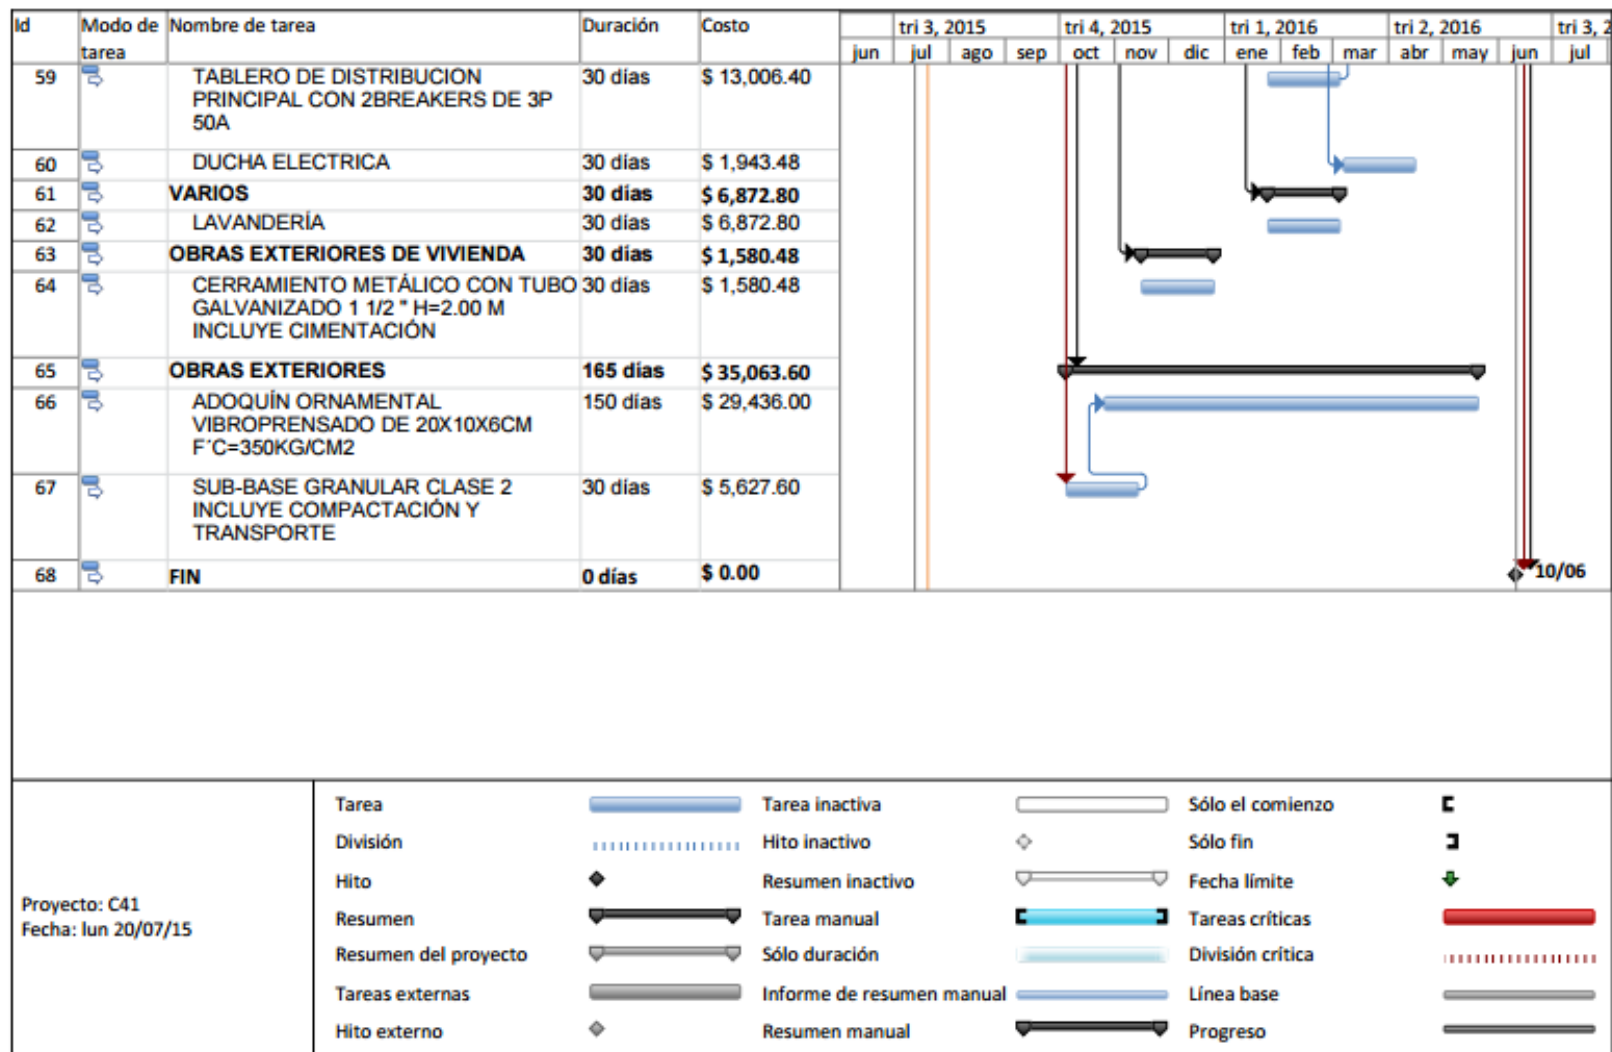 Id Modo de tarea Nombre de tarea Duración Costo
tri 3, 2015 tri 4, 2015 tri 1, 2016 tri 2, 2016 tri 3, 2
jun jul ago sep oct nov dic ene feb mar abr may jun jul
59 TABLERO DE DISTRIBUCION 30 días $ 13,006.40
PRINCIPAL CON 2BREAKERS DE 3P
50A
60 DUCHA ELECTRICA 30 días $ 1,943.48
61 VARIOS 30 días $ 6,872.80
62 LAVANDERÍA 30 días $ 6,872.80
63 OBRAS EXTERIORES DE VIVIENDA 30 días $ 1,580.48
64 CERRAMIENTO METÁLICO CON TUBO 30 días $ 1,580.48
GALVANIZADO 1 1/2 " H=2.00 M
INCLUYE CIMENTACIÓN
65 OBRAS EXTERIORES 165 días $ 35,063.60
66 ADOQUÍN ORNAMENTAL 150 días $ 29,436.00
VIBROPRENSADO DE 20X10X6CM
F´C=350KG/CM2
67 SUB-BASE GRANULAR CLASE 2 30 días $ 5,627.60
INCLUYE COMPACTACIÓN Y
TRANSPORTE
68 FIN 0 días $ 0.00 10/06
Proyecto: C41
Fecha: lun 20/07/15
Tarea Tarea inactiva Sólo el comienzo
División Hito inactivo Sólo fin
Hito Resumen inactivo Fecha límite
Resumen Tarea manual Tareas críticas
Resumen del proyecto Sólo duración División crítica
Tareas externas Informe de resumen manual Línea base
Hito externo Resumen manual Progreso